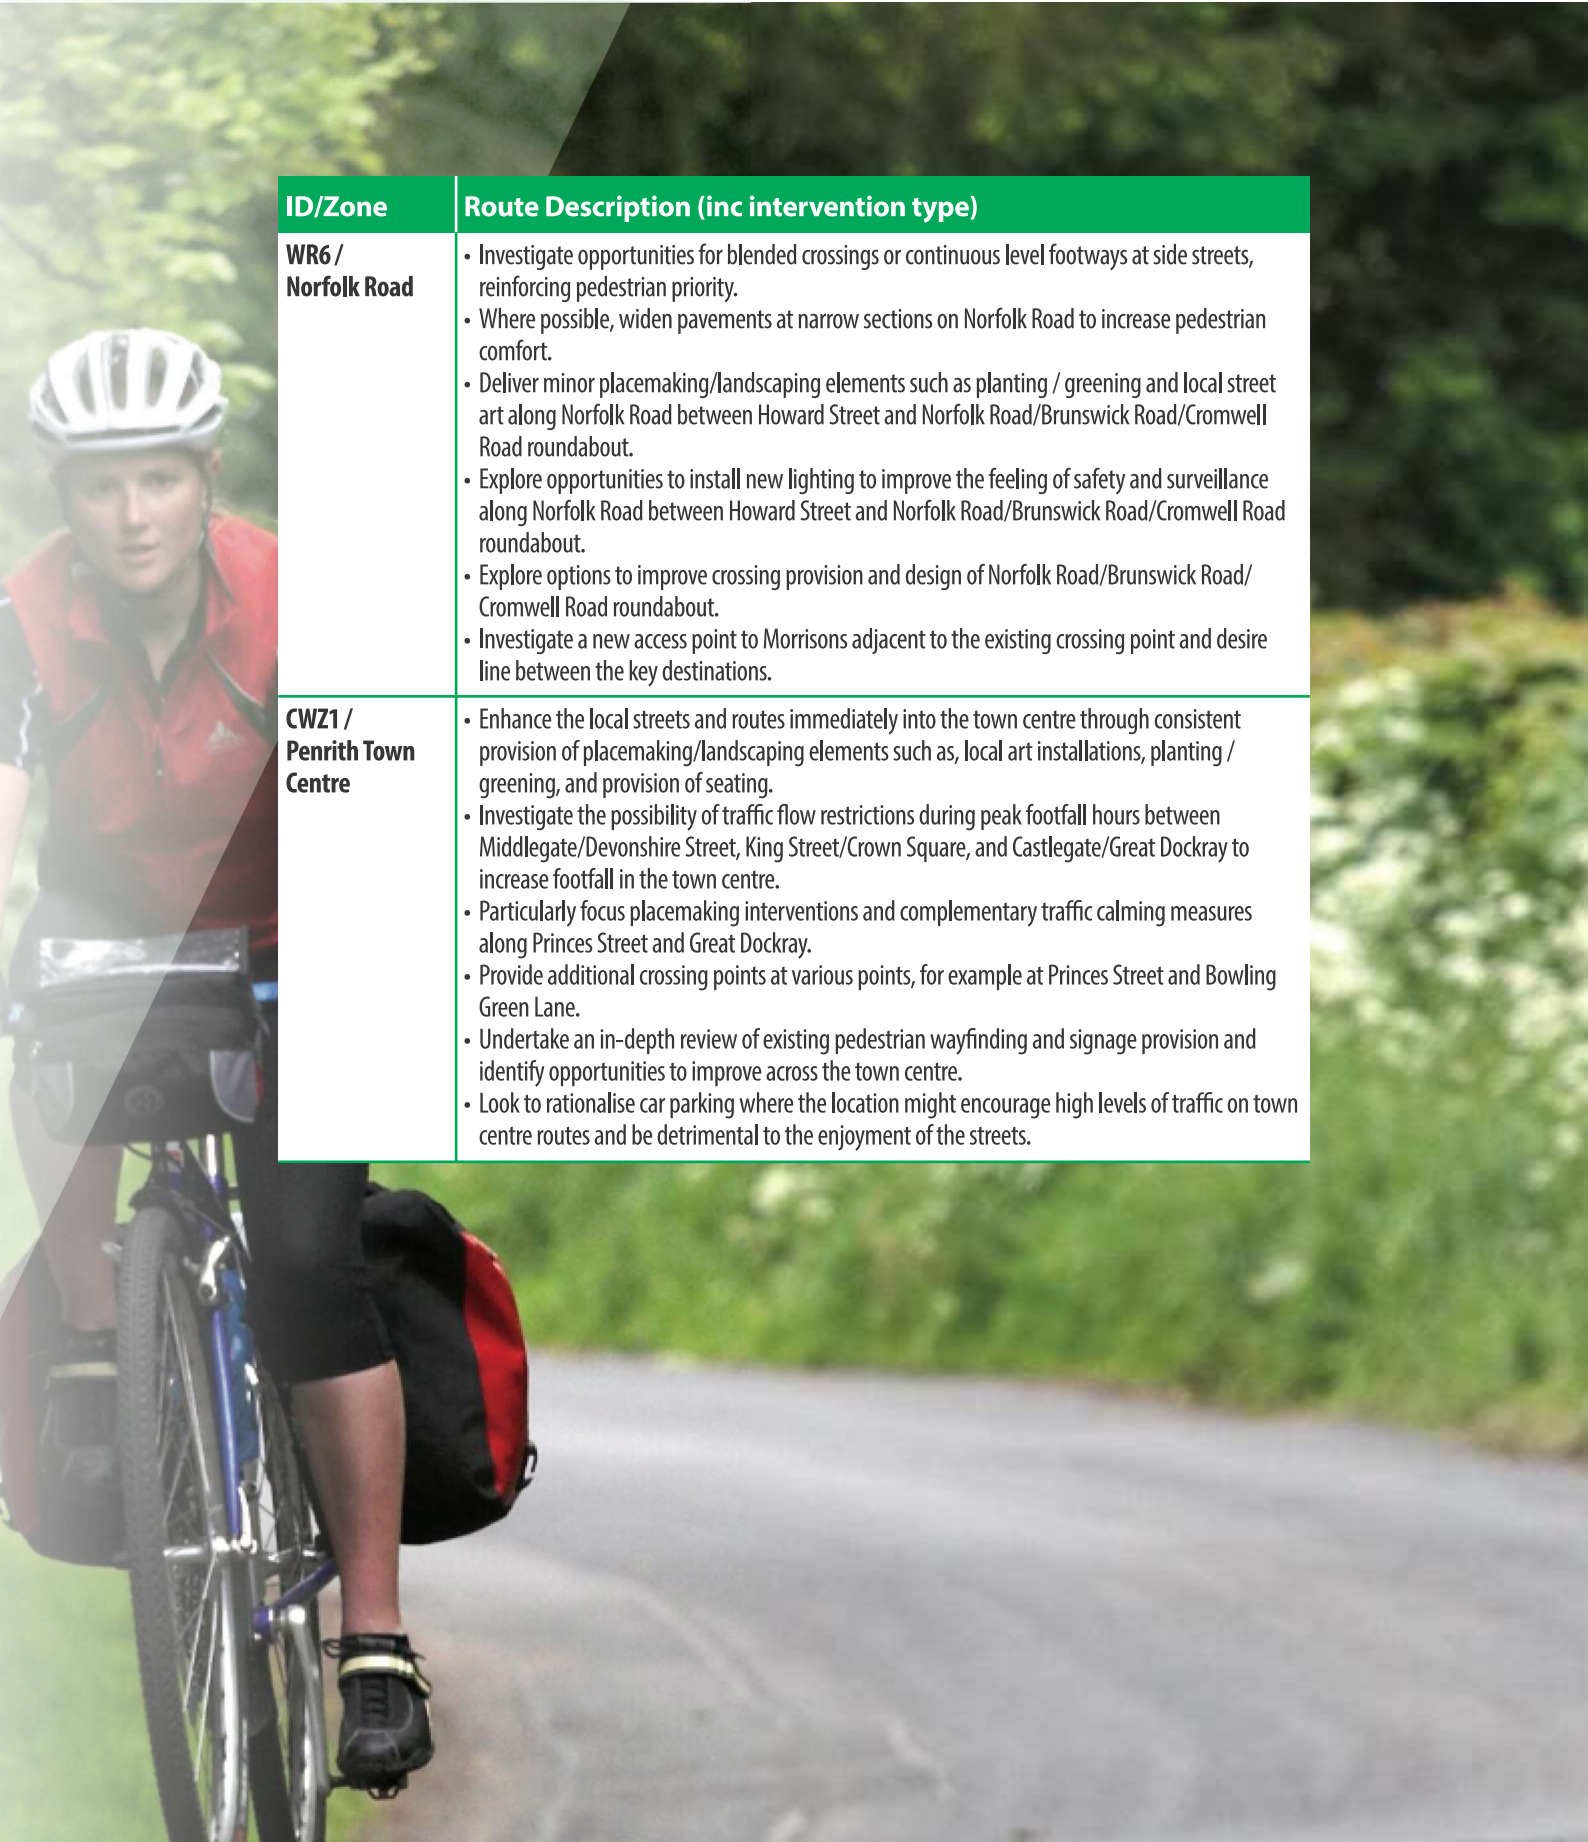 ID/Zone Route Description (inc intervention type)
WR6 /
Norfolk Road
• Investigate opportunities for blended crossings or continuous level footways at side streets,
reinforcing pedestrian priority.
• Where possible, widen pavements at narrow sections on Norfolk Road to increase pedestrian
comfort.
• Deliver minor placemaking/landscaping elements such as planting / greening and local street
art along Norfolk Road between Howard Street and Norfolk Road/Brunswick Road/Cromwell
Road roundabout.
• Explore opportunities to install new lighting to improve the feeling of safety and surveillance
along Norfolk Road between Howard Street and Norfolk Road/Brunswick Road/Cromwell Road
roundabout.
• Explore options to improve crossing provision and design of Norfolk Road/Brunswick Road/
Cromwell Road roundabout.
• Investigate a new access point to Morrisons adjacent to the existing crossing point and desire
line between the key destinations.
CWZ1 /
Penrith Town
Centre
• Enhance the local streets and routes immediately into the town centre through consistent
provision of placemaking/landscaping elements such as, local art installations, planting /
greening, and provision of seating.
• Investigate the possibility of traffic flow restrictions during peak footfall hours between
Middlegate/Devonshire Street, King Street/Crown Square, and Castlegate/Great Dockray to
increase footfall in the town centre.
• Particularly focus placemaking interventions and complementary traffic calming measures
along Princes Street and Great Dockray.
• Provide additional crossing points at various points, for example at Princes Street and Bowling
Green Lane.
• Undertake an in-depth review of existing pedestrian wayfinding and signage provision and
identify opportunities to improve across the town centre.
• Look to rationalise car parking where the location might encourage high levels of traffic on town
centre routes and be detrimental to the enjoyment of the streets.